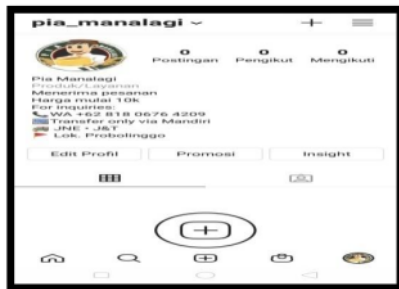 pia_manalagi
0 0 0
Postingan Pengikut Mengikuti
Pia Manalagi
Produk/Layanan
Menerima pesanan
Harga mulai 10k
For inquiries:
WA +62 818 0676 4209
Transfer only via Mandiri
JNE • J&T
Lok. Probolinggo
Edit Profil Promosi Insight